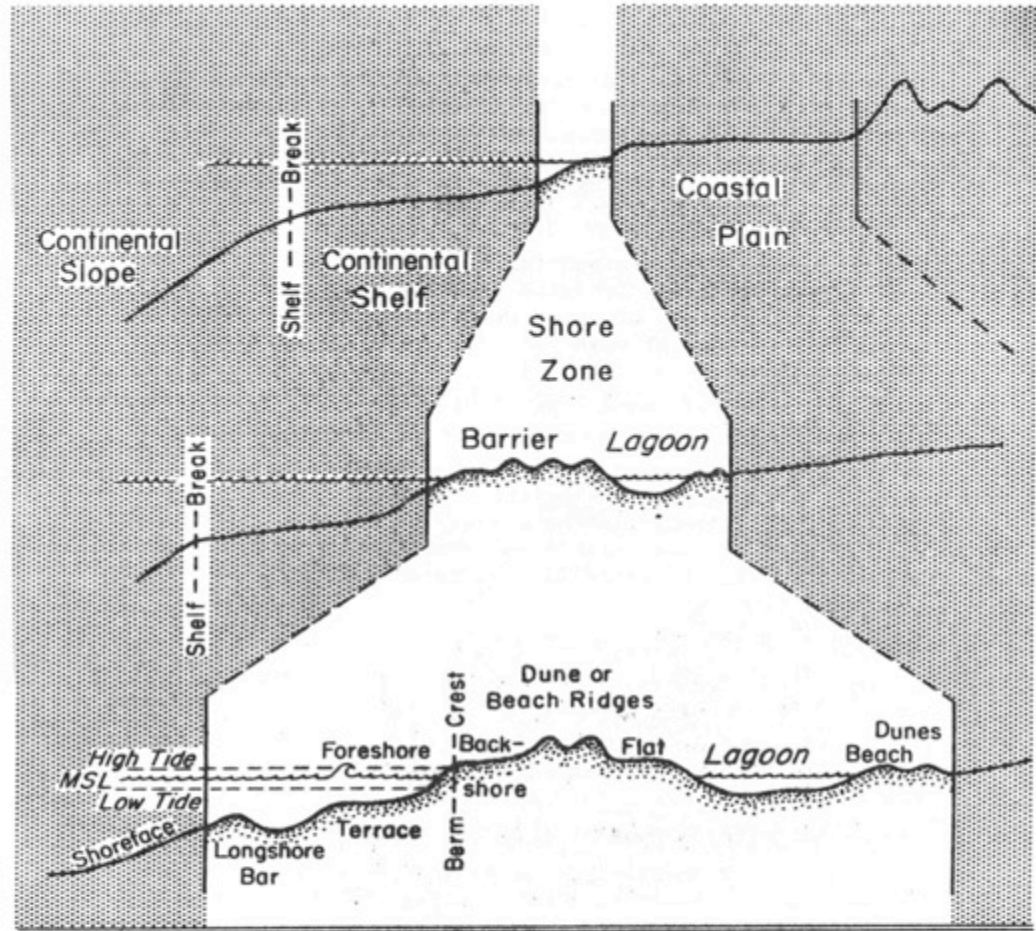 Continental
Slope
Shelf — Break
Continental
Shelf
Coastal
Plain
Shore
Zone
Shelf — Break
Barrier
Lagoon
Dune or
Beach Ridges
High Tide
MSL
Low Tide
Shoreface
Longshore
Bar
Foreshore
Terrace
Berm — Crest
Back-
shore
Flat
Lagoon
Dunes
Beach